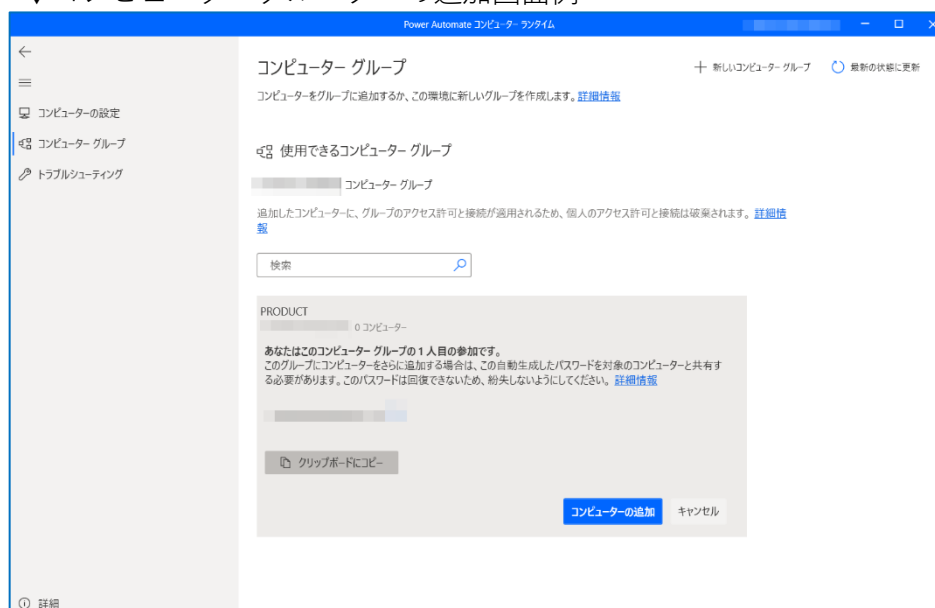 Power Automate コンピューター ランタイム
コンピューター グループ
＋ 新しいコンピューター グループ
最新の状態に更新
コンピューターをグループに追加するか、この環境に新しいグループを作成します。詳細情報
コンピューターの設定
コンピューター グループ
トラブルシューティング
使用できるコンピューター グループ
コンピューター グループ
追加したコンピューターに、グループのアクセス許可と接続が適用されるため、個人のアクセス許可と接続は破棄されます。詳細情
報
検索
PRODUCT
0 コンピューター
あなたはこのコンピューター グループの 1 人目の参加です。
このグループにコンピューターをさらに追加する場合は、この自動生成したパスワードを対象のコンピューターと共有す
る必要があります。このパスワードは回復できないため、紛失しないようにしてください。詳細情報
クリップボードにコピー
コンピューターの追加
キャンセル
詳細